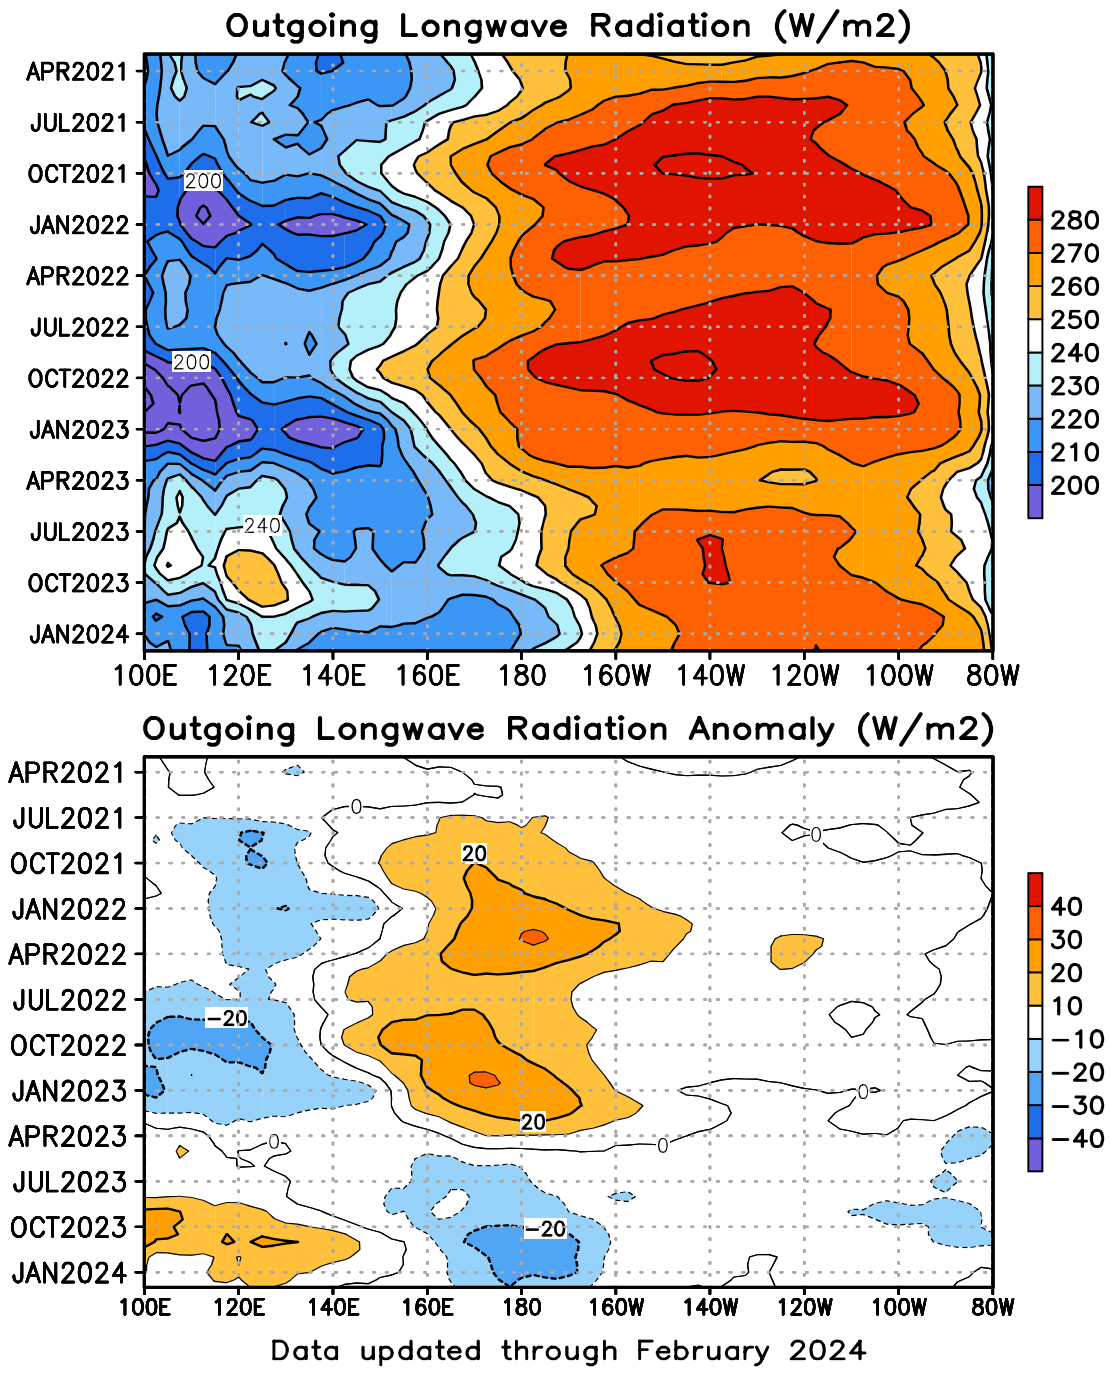 Outgoing Longwave Radiation (W/m2)
APR2021
JUL2021
OCT2021
JAN2022
APR2022
JUL2022
OCT2022
JAN2023
APR2023
JUL2023
OCT2023
JAN2024
200
200
240
100E 120E 140E 160E 180 160W 140W 120W 100W 80W
280
270
260
250
240
230
220
210
200
Outgoing Longwave Radiation Anomaly (W/m2)
APR2021
JUL2021
OCT2021
JAN2022
APR2022
JUL2022
OCT2022
JAN2023
APR2023
JUL2023
OCT2023
JAN2024
0
0
20
-20
0
20
0
0
-20
100E 120E 140E 160E 180 160W 140W 120W 100W 80W
40
30
20
10
-10
-20
-30
-40
Data updated through February 2024